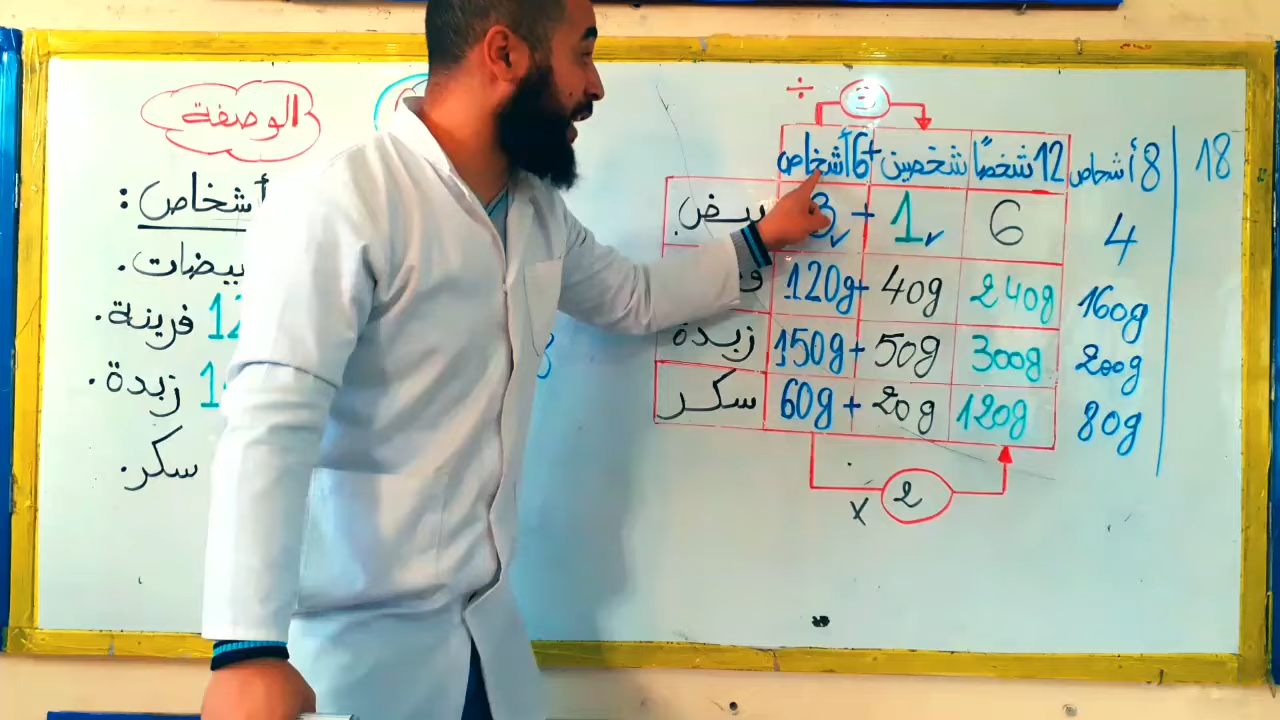 الوصفة
أشخاص :
بيضات .
12 فرينة .
زبدة .
سكر .
÷ 3
6 أشخاص + شخصين 12 شخصًا 8 أشخاص 18
بيض 3 + 1 6 4
120g + 40g 240g 160g
زبدة 150g + 50g 300g 200g
سكر 60g + 20g 120g 80g
x 2